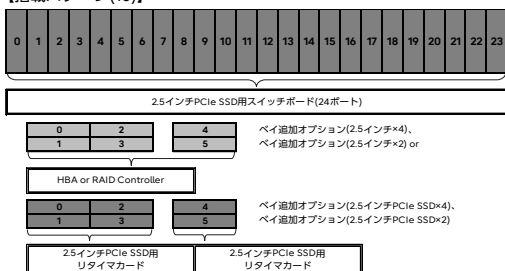 0 1 2 3 4 5 6 7 8 9 10 11 12 13 14 15 16 17 18 19 20 21 22 23
2.5インチPCIe SSD用スイッチボード(24ポート)
0 2 4 ベイ追加オプション(2.5インチ×4)、
1 3 5 ベイ追加オプション(2.5インチ×2) or
HBA or RAID Controller
0 2 4 ベイ追加オプション(2.5インチPCIe SSD×4)、
1 3 5 ベイ追加オプション(2.5インチPCIe SSD×2)
2.5インチPCIe SSD用 2.5インチPCIe SSD用
リタイマカード リタイマカード